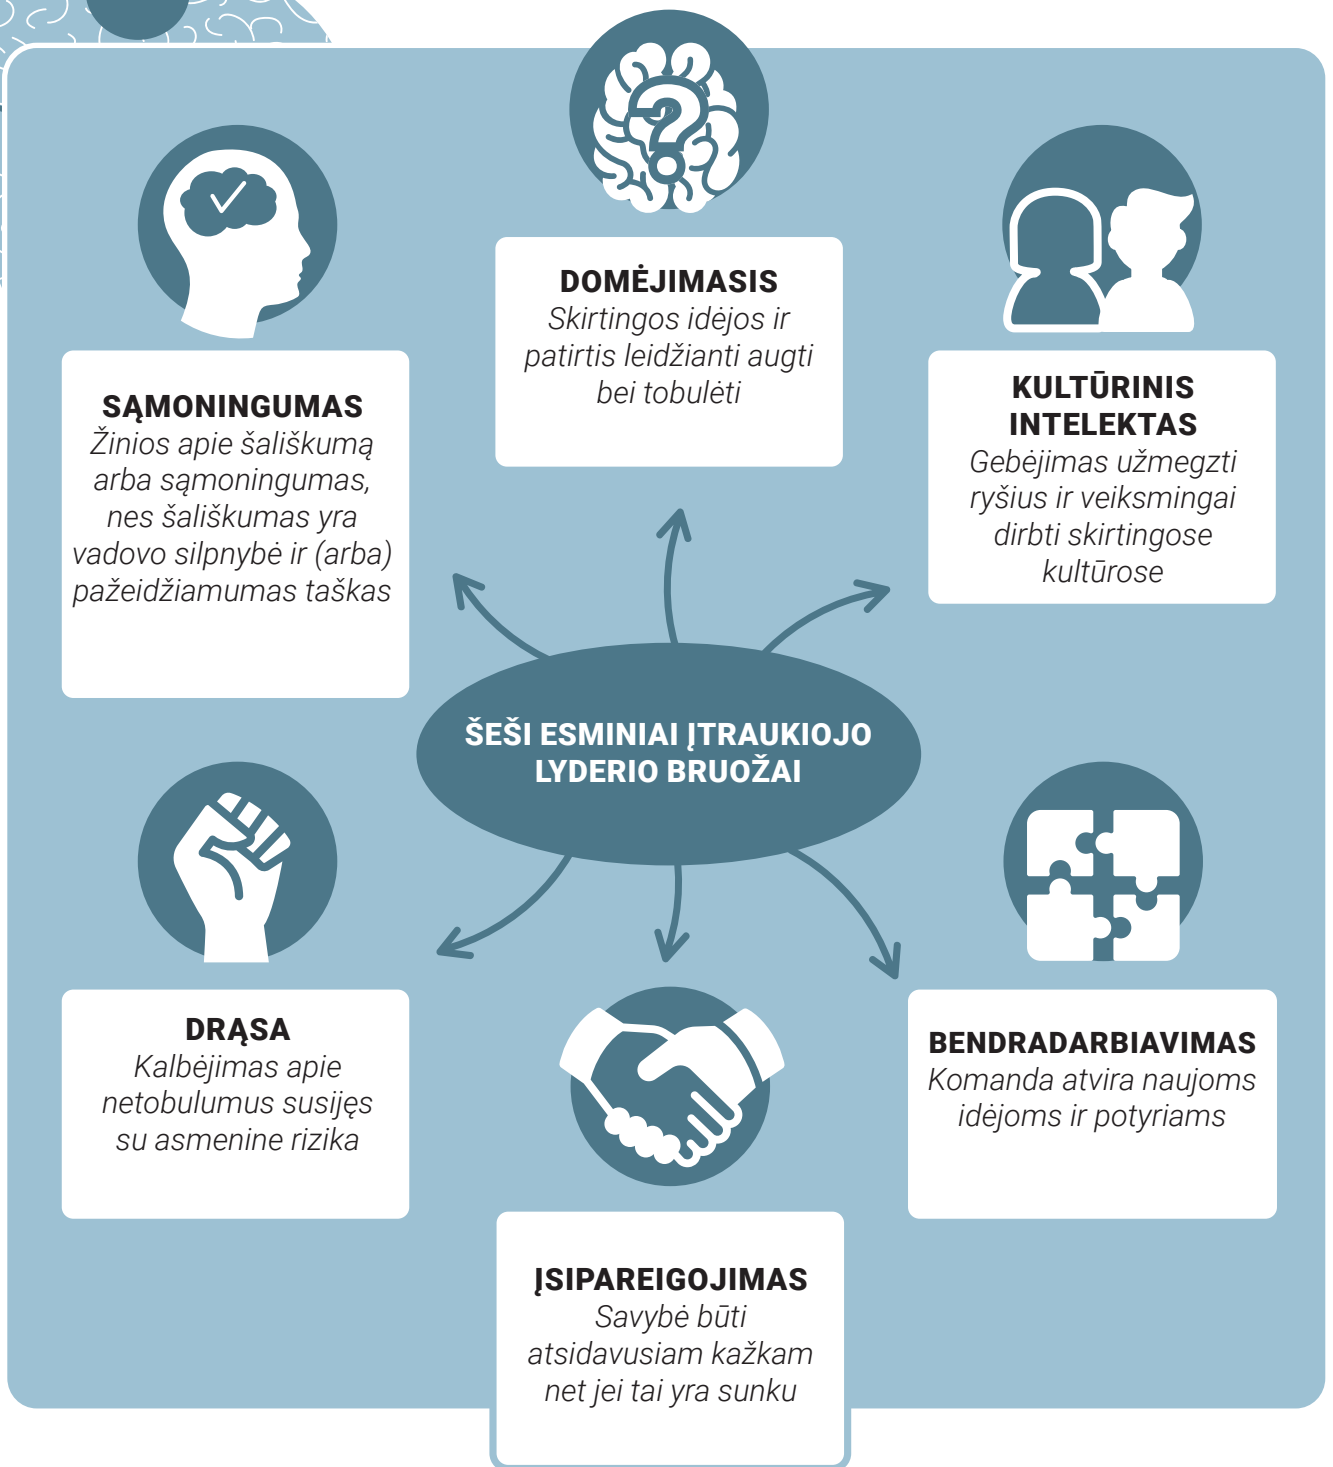 DOMĖJIMASIS
Skirtingos idėjos ir
patirtis leidžianti augti
bei tobulėti
SĄMONINGUMAS
Žinios apie šališkumą
arba sąmoningumas,
nes šališkumas yra
vadovo silpnybė ir (arba)
pažeidžiamumas taškas
KULTŪRINIS
INTELEKTAS
Gebėjimas užmegzti
ryšius ir veiksmingai
dirbti skirtingose
kultūrose
ŠEŠI ESMINIAI ĮTRAUKIOJO
LYDERIO BRUOŽAI
DRĄSA
Kalbėjimas apie
netobulumus susijęs
su asmenine rizika
BENDRADARBIAVIMAS
Komanda atvira naujoms
idėjoms ir potyriams
ĮSIPAREIGOJIMAS
Savybė būti
atsidavusiam kažkam
net jei tai yra sunku